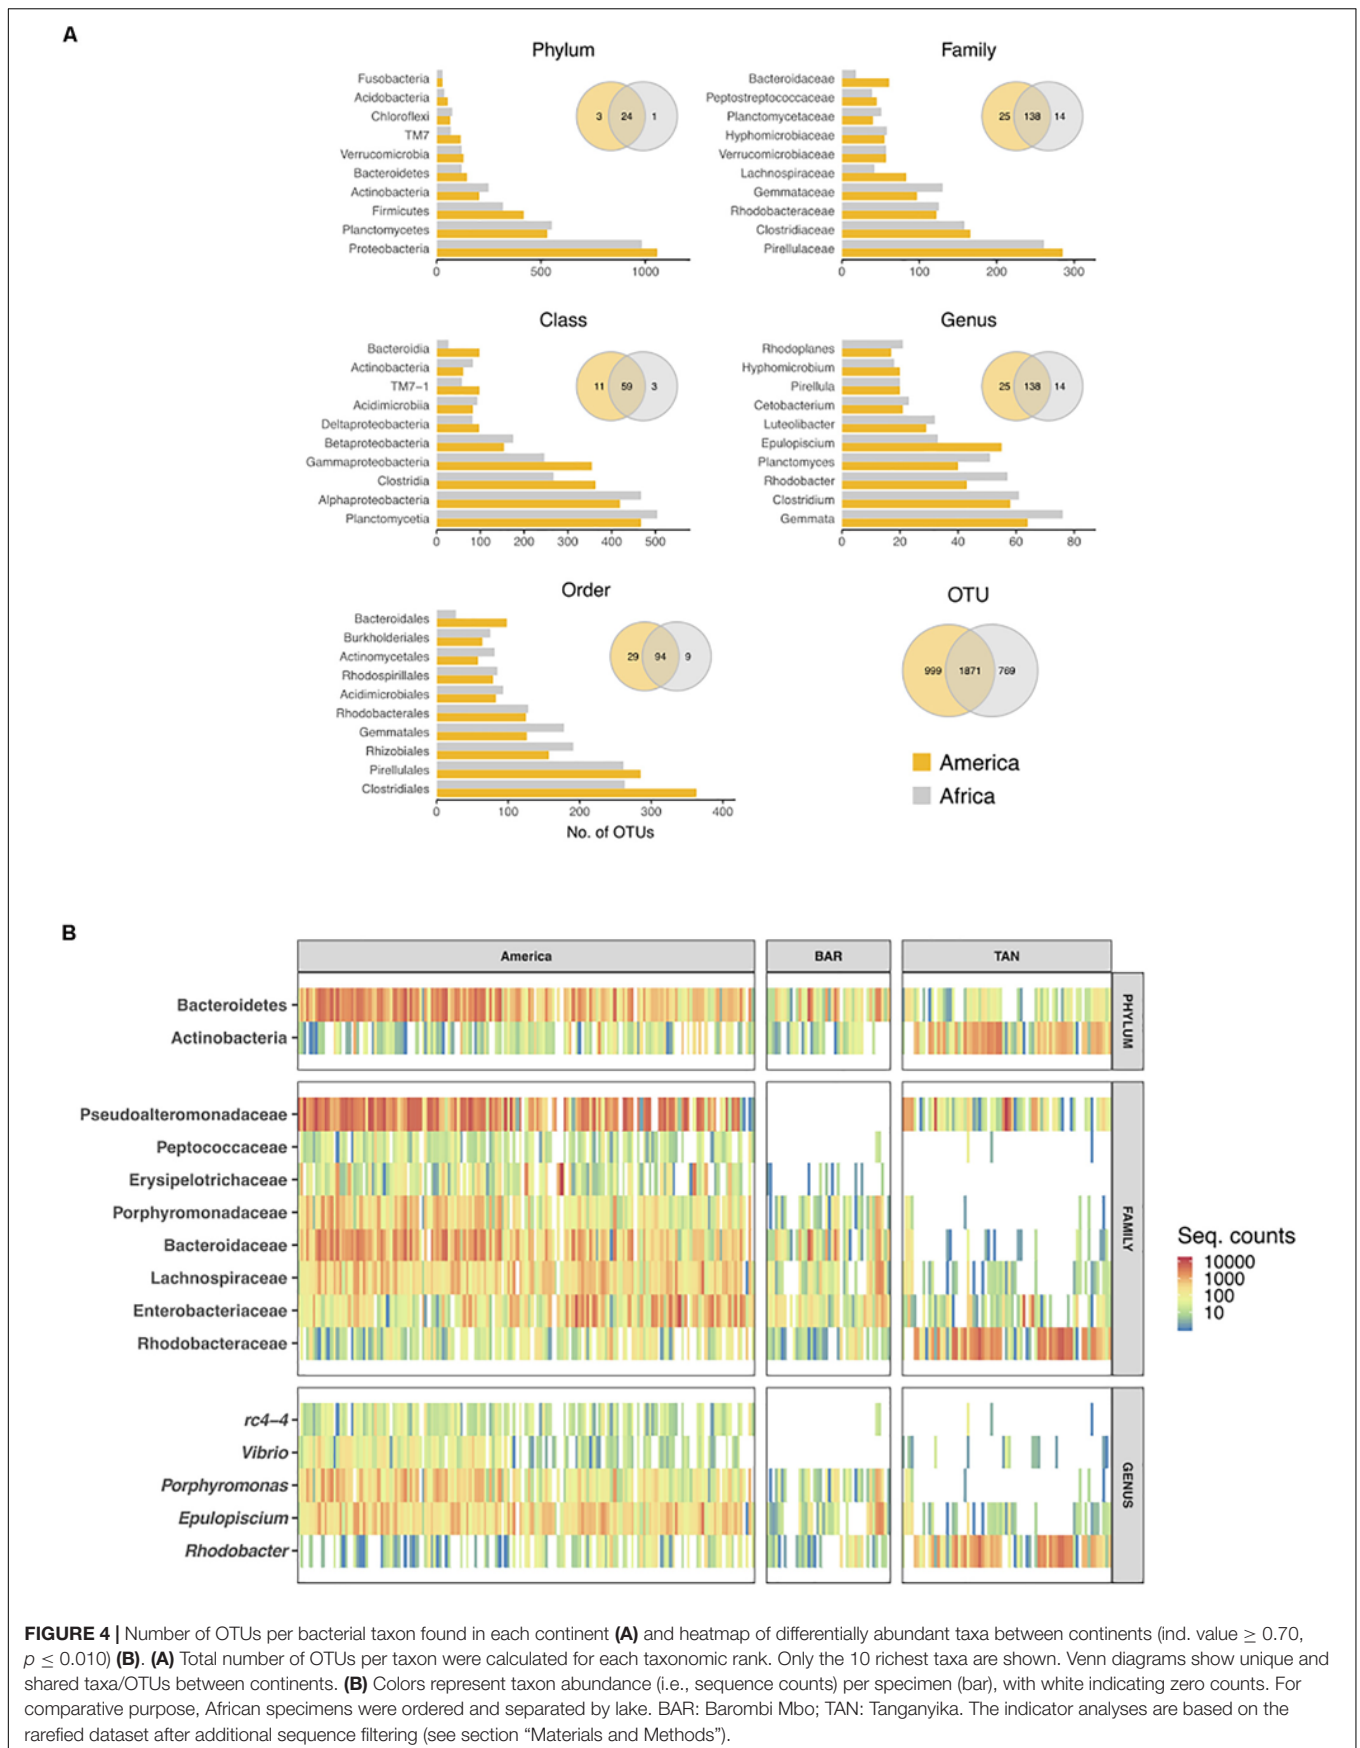 A
Phylum
Fusobacteria
Acidobacteria
Chloroflexi
TM7
Verrucomicrobia
Bacteroidetes
Actinobacteria
Firmicutes
Planctomycetes
Proteobacteria
3 24 1
0 500 1000
Family
Bacteroidaceae
Peptostreptococcaceae
Planctomycetaceae
Hyphomicrobiaceae
Verrucomicrobiaceae
Lachnospiraceae
Gemmataceae
Rhodobacteraceae
Clostridiaceae
Pirellulaceae
25 138 14
0 100 200 300
Class
Bacteroidia
Actinobacteria
TM7-1
Acidimicrobiia
Deltaproteobacteria
Betaproteobacteria
Gammaproteobacteria
Clostridia
Alphaproteobacteria
Planctomycetia
11 59 3
0 100 200 300 400 500
Genus
Rhodoplanes
Hyphomicrobium
Pirellula
Cetobacterium
Luteolibacter
Epulopiscium
Planctomyces
Rhodobacter
Clostridium
Gemmata
25 138 14
0 20 40 60 80
Order
Bacteroidales
Burkholderiales
Actinomycetales
Rhodospirillales
Acidimicrobiales
Rhodobacterales
Gemmatales
Rhizobiales
Pirellulales
Clostridiales
29 94 9
0 100 200 300 400
No. of OTUs
OTU
999 1871 769
America
Africa
B
America BAR TAN
Bacteroidetes
Actinobacteria
PHYLUM
Pseudoalteromonadaceae
Peptococcaceae
Erysipelotrichaceae
Porphyromonadaceae
Bacteroidaceae
Lachnospiraceae
Enterobacteriaceae
Rhodobacteraceae
FAMILY
rc4-4
Vibrio
Porphyromonas
Epulopiscium
Rhodobacter
GENUS
Seq. counts
10000
1000
100
10
FIGURE 4 | Number of OTUs per bacterial taxon found in each continent (A) and heatmap of differentially abundant taxa between continents (ind. value ≥ 0.70,
p ≤ 0.010) (B). (A) Total number of OTUs per taxon were calculated for each taxonomic rank. Only the 10 richest taxa are shown. Venn diagrams show unique and
shared taxa/OTUs between continents. (B) Colors represent taxon abundance (i.e., sequence counts) per specimen (bar), with white indicating zero counts. For
comparative purpose, African specimens were ordered and separated by lake. BAR: Barombi Mbo; TAN: Tanganyika. The indicator analyses are based on the
rarefied dataset after additional sequence filtering (see section “Materials and Methods”).